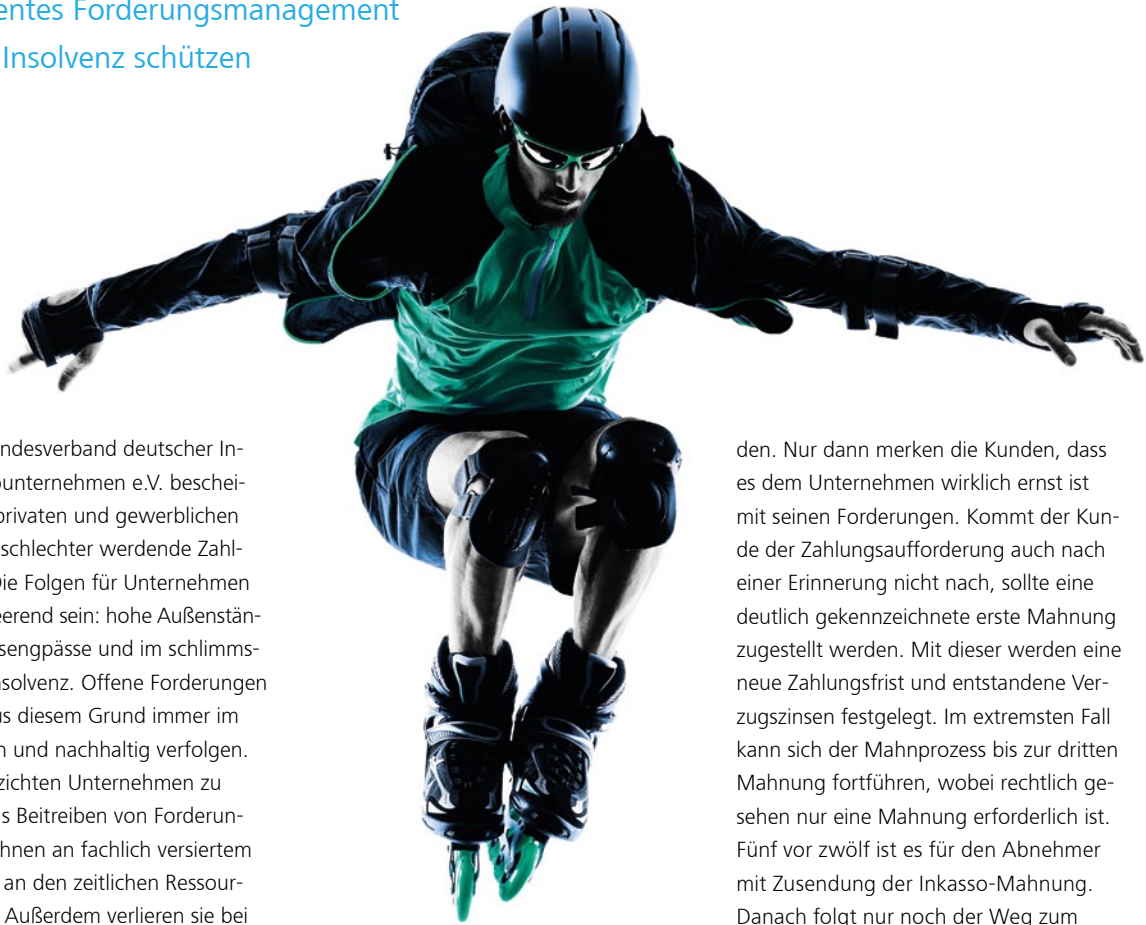 entes Forderungsmanagement
Insolvenz schützen
ndesverband deutscher In-
ounternehmen e.V. beschei-
privaten und gewerblichen
schlechter werdende Zahl-
Die Folgen für Unternehmen
eerend sein: hohe Außenstän-
sengpässe und im schlimms-
nsolvenz. Offene Forderungen
us diesem Grund immer im
n und nachhaltig verfolgen.
zichten Unternehmen zu
s Beitreiben von Forderun-
hnen an fachlich versiertem
an den zeitlichen Ressour-
Außerdem verlieren sie bei
den. Nur dann merken die Kunden, dass
es dem Unternehmen wirklich ernst ist
mit seinen Forderungen. Kommt der Kun-
de der Zahlungsaufforderung auch nach
einer Erinnerung nicht nach, sollte eine
deutlich gekennzeichnete erste Mahnung
zugestellt werden. Mit dieser werden eine
neue Zahlungsfrist und entstandene Ver-
zugszinsen festgelegt. Im extremsten Fall
kann sich der Mahnprozess bis zur dritten
Mahnung fortführen, wobei rechtlich ge-
sehen nur eine Mahnung erforderlich ist.
Fünf vor zwölf ist es für den Abnehmer
mit Zusendung der Inkasso-Mahnung.
Danach folgt nur noch der Weg zum